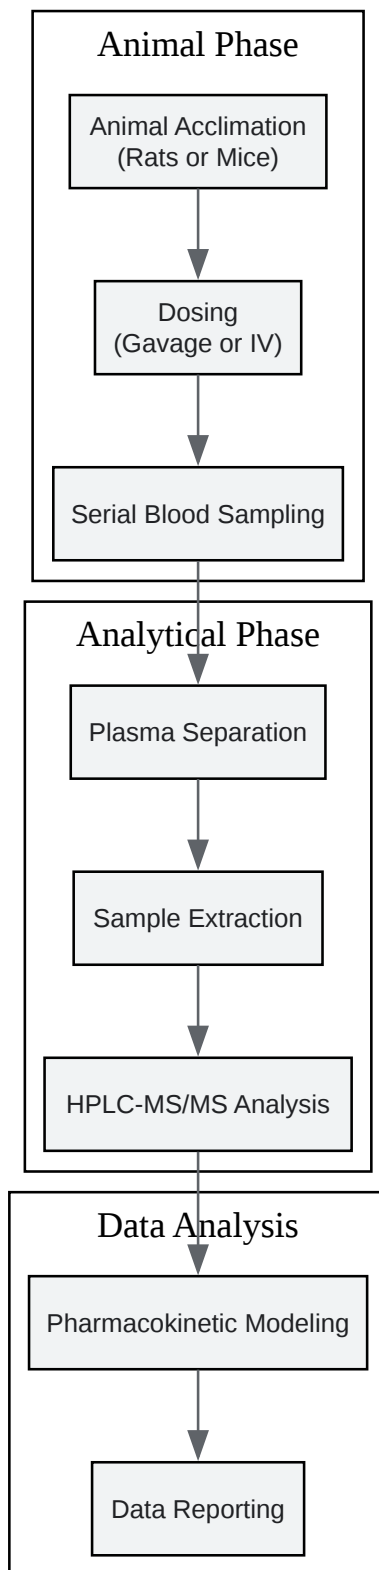 Animal Phase
Animal Acclimation
(Rats or Mice)
Dosing
(Gavage or IV)
Serial Blood Sampling
Analytical Phase
Plasma Separation
Sample Extraction
HPLC-MS/MS Analysis
Data Analysis
Pharmacokinetic Modeling
Data Reporting